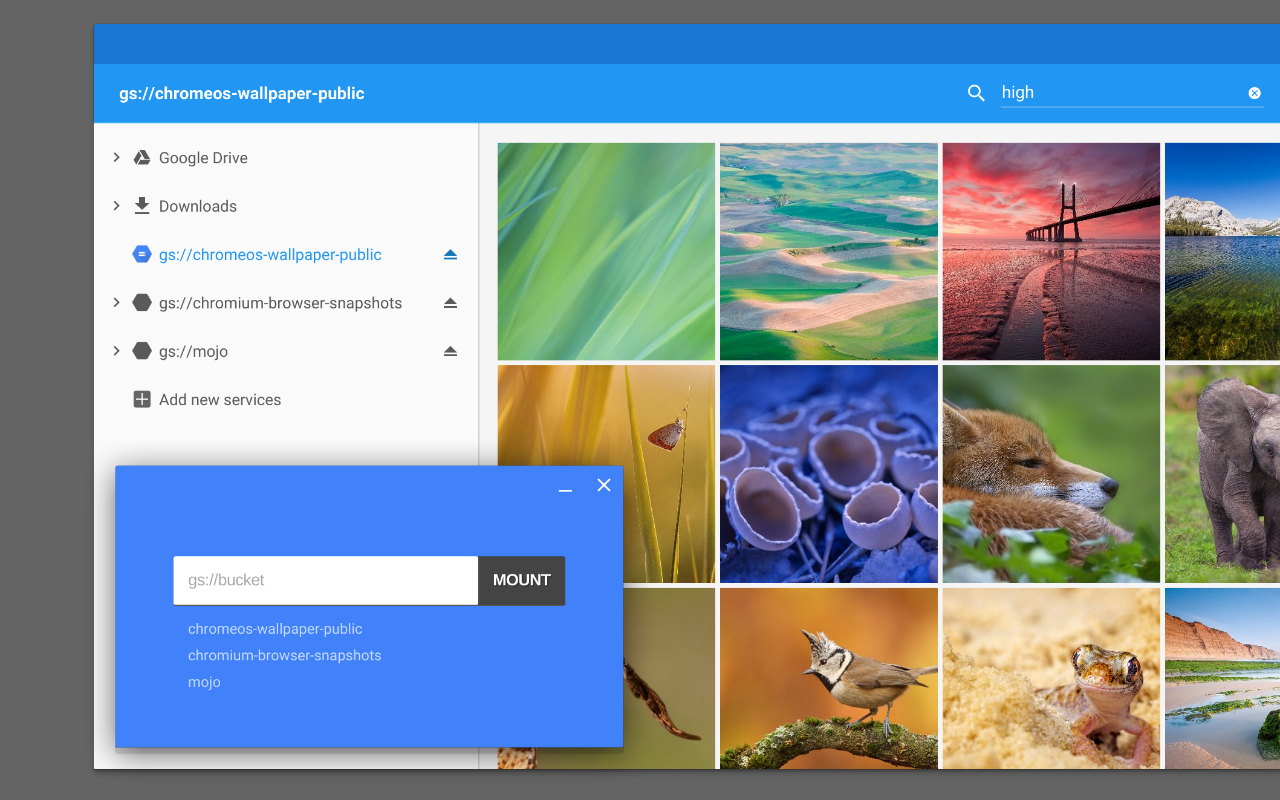 gs://chromeos-wallpaper-public
high
Google Drive
Downloads
gs://chromeos-wallpaper-public
gs://chromium-browser-snapshots
gs://mojo
Add new services
gs://bucket
MOUNT
chromeos-wallpaper-public
chromium-browser-snapshots
mojo